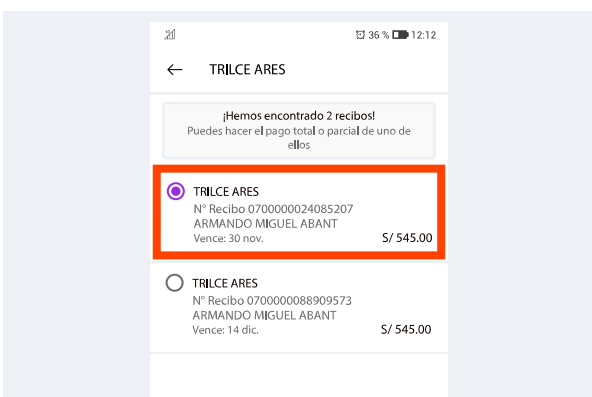 36 % 12:12
TRILCE ARES
¡Hemos encontrado 2 recibos!
Puedes hacer el pago total o parcial de uno de
ellos
TRILCE ARES
N° Recibo 0700000024085207
ARMANDO MIGUEL ABANT
Vence: 30 nov. S/ 545.00
TRILCE ARES
N° Recibo 0700000088909573
ARMANDO MIGUEL ABANT
Vence: 14 dic. S/ 545.00